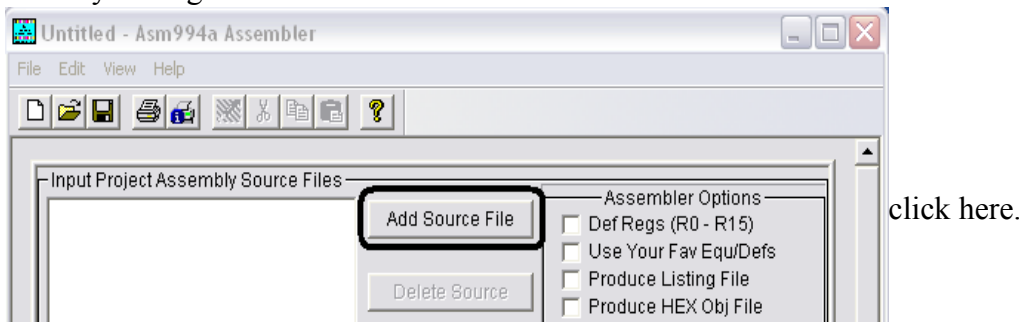 Untitled - Asm994a Assembler
File Edit View Help
Input Project Assembly Source Files
Add Source File
Delete Source
Assembler Options
Def Regs (R0 - R15)
Use Your Fav Equ/Defs
Produce Listing File
Produce HEX Obj File
click here.